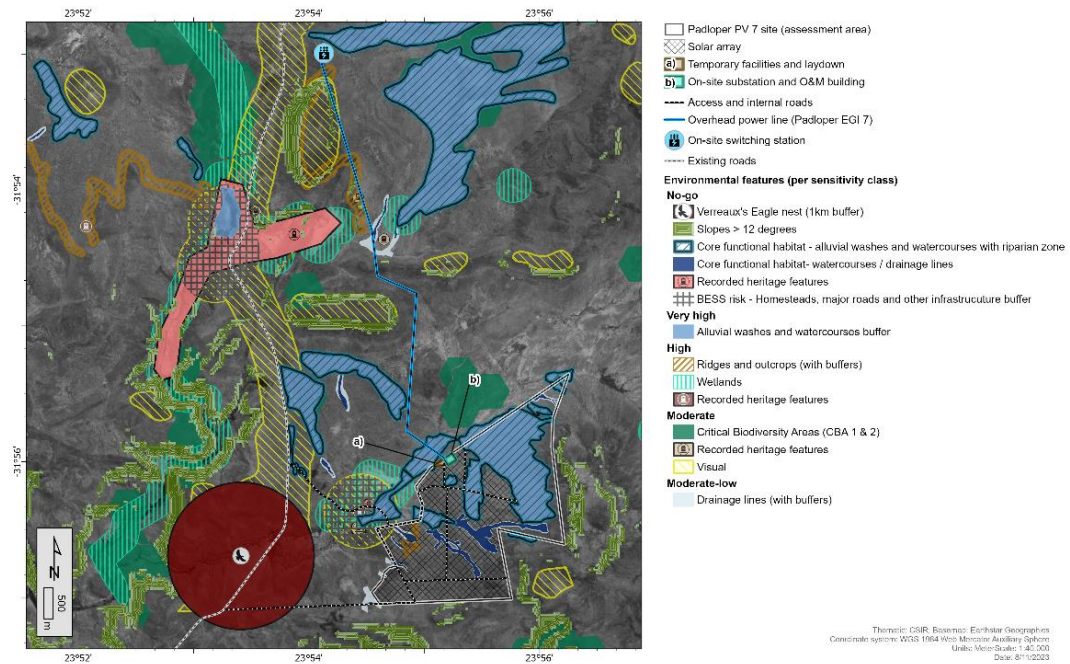 23°52'
23°54'
23°56'
-31°54'
-31°56'
b)
a)
N
500
m
23°52'
23°54'
23°56'
Padloper PV 7 site (assessment area)
Solar array
a) Temporary facilities and laydown
b) On-site substation and O&M building
Access and internal roads
Overhead power line (Padloper EGI 7)
On-site switching station
Existing roads
Environmental features (per sensitivity class)
No-go
Verreaux's Eagle nest (1km buffer)
Slopes > 12 degrees
Core functional habitat - alluvial washes and watercourses with riparian zone
Core functional habitat- watercourses / drainage lines
Recorded heritage features
BESS risk - Homesteads, major roads and other infrastrucuture buffer
Very high
Alluvial washes and watercourses buffer
High
Ridges and outcrops (with buffers)
Wetlands
Recorded heritage features
Moderate
Critical Biodiversity Areas (CBA 1 & 2)
Recorded heritage features
Visual
Moderate-low
Drainage lines (with buffers)
Thematic: CSIR; Basemap: Earthstar Geographics
Coordinate system: WGS 1984 Web Mercator Auxiliary Sphere
Units: MeterScale: 1:40,000
Date: 8/11/2023